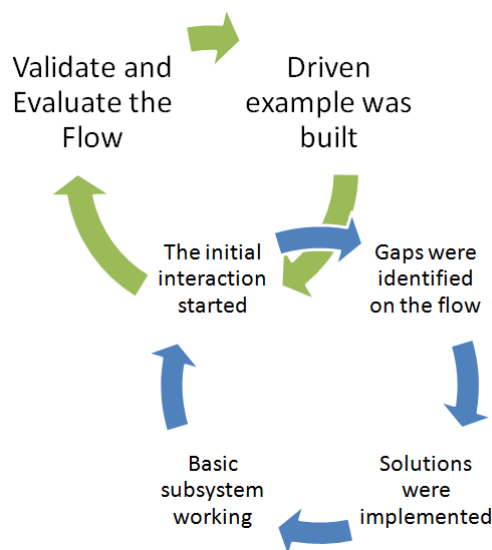 Validate and
Evaluate the
Flow
Driven
example was
built
The initial
interaction
started
Gaps were
identified
on the flow
Basic
subsystem
working
Solutions
were
implemented